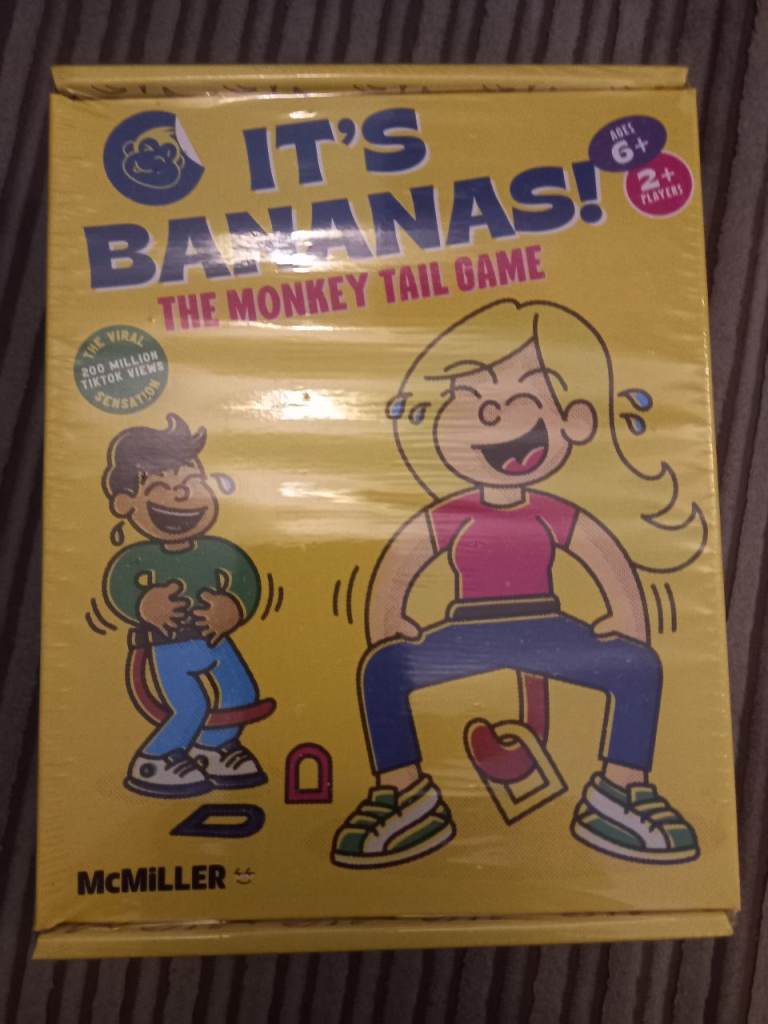 IT'S
BANANAS!
THE MONKEY TAIL GAME
AGES
6+
2+
PLAYERS
THE VIRAL
200 MILLION
TIKTOK VIEWS
SENSATION
McMiLLER